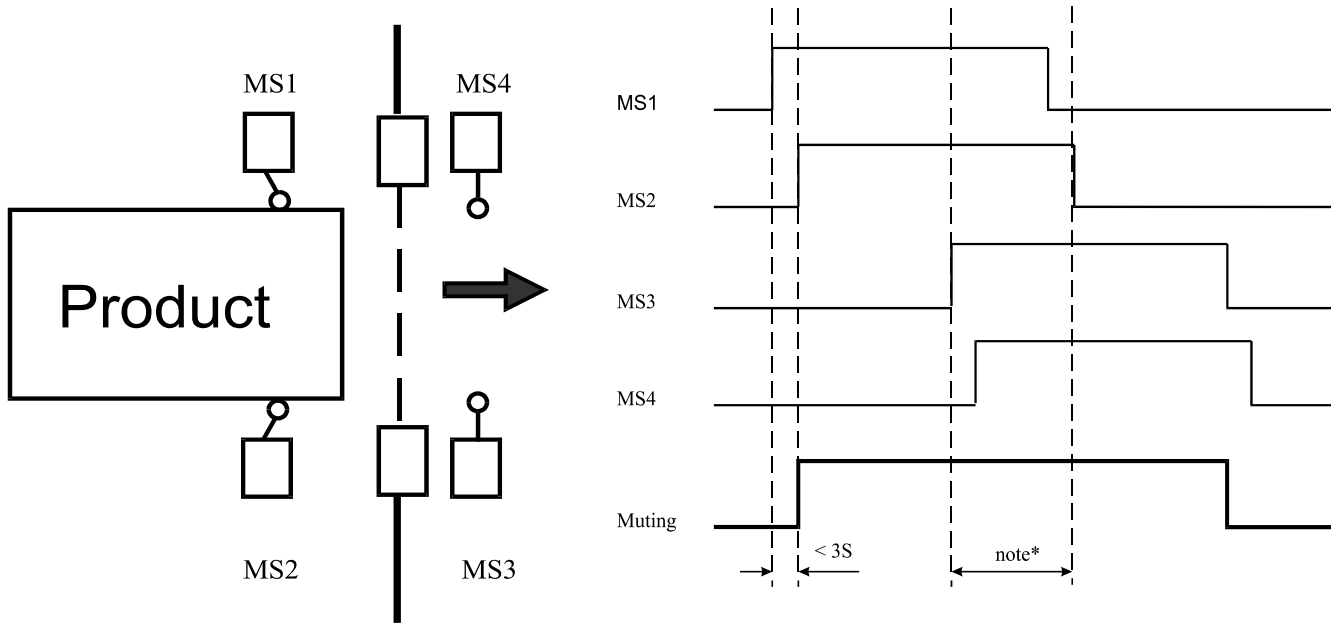 MS1
MS4
Product
MS2
MS3
MS1
MS2
MS3
MS4
Muting
< 3S
note*